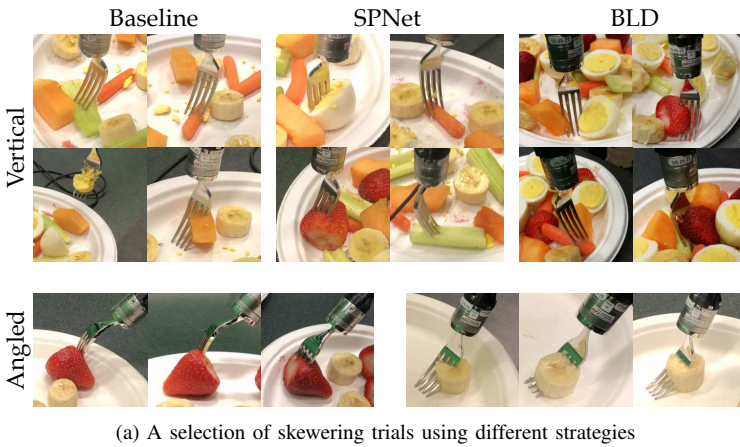 Baseline SPNet BLD
Vertical
Angled
(a) A selection of skewering trials using different strategies